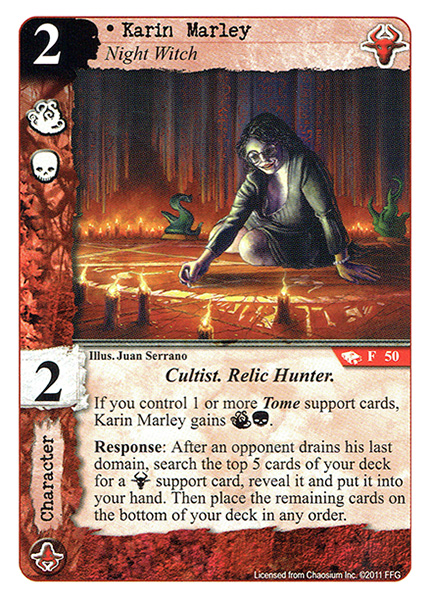 2
• Karin Marley
Night Witch
Illus. Juan Serrano
F 50
2
Cultist. Relic Hunter.
If you control 1 or more Tome support cards,
Karin Marley gains .
Response: After an opponent drains his last
domain, search the top 5 cards of your deck
for a support card, reveal it and put it into
your hand. Then place the remaining cards on
the bottom of your deck in any order.
Character
Licensed from Chaosium Inc. ©2011 FFG